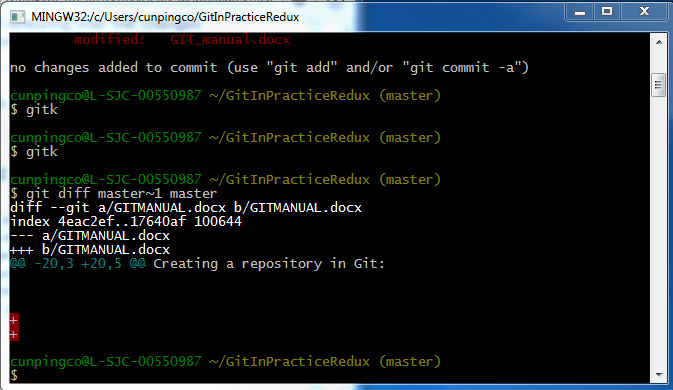 MINGW32:/c/Users/cunpingco/GitInPracticeRedux
modified: GIT_manual.docx
no changes added to commit (use "git add" and/or "git commit -a")
cunpingco@L-SJC-00550987 ~/GitInPracticeRedux (master)
$ gitk
cunpingco@L-SJC-00550987 ~/GitInPracticeRedux (master)
$ gitk
cunpingco@L-SJC-00550987 ~/GitInPracticeRedux (master)
$ git diff master~1 master
diff --git a/GITMANUAL.docx b/GITMANUAL.docx
index 4eac2ef..17640af 100644
--- a/GITMANUAL.docx
+++ b/GITMANUAL.docx
@@ -20,3 +20,5 @@ Creating a repository in Git:
+
+
cunpingco@L-SJC-00550987 ~/GitInPracticeRedux (master)
$